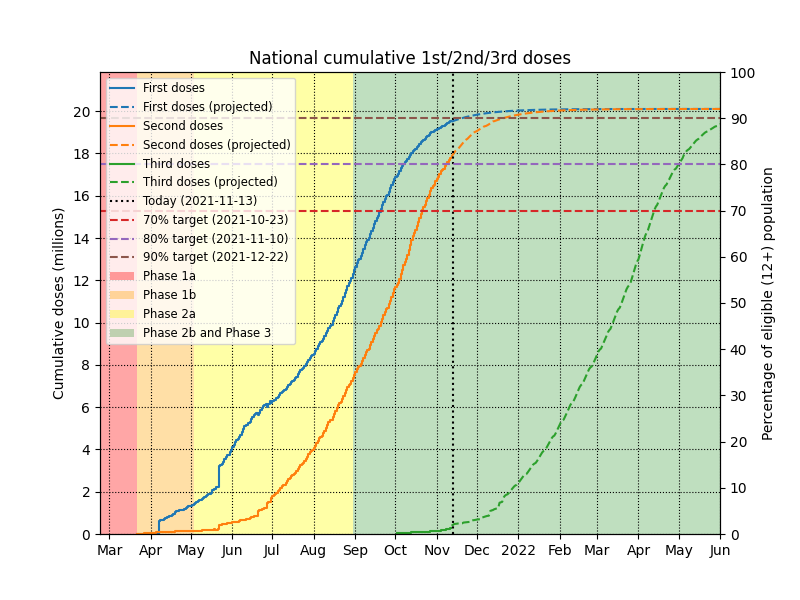 National cumulative 1st/2nd/3rd doses
Cumulative doses (millions)
20
18
16
14
12
10
8
6
4
2
0
First doses
First doses (projected)
Second doses
Second doses (projected)
Third doses
Third doses (projected)
Today (2021-11-13)
70% target (2021-10-23)
80% target (2021-11-10)
90% target (2021-12-22)
Phase 1a
Phase 1b
Phase 2a
Phase 2b and Phase 3
100
90
80
70
60
50
40
30
20
10
0
Percentage of eligible (12+) population
Mar Apr May Jun Jul Aug Sep Oct Nov Dec 2022 Feb Mar Apr May Jun